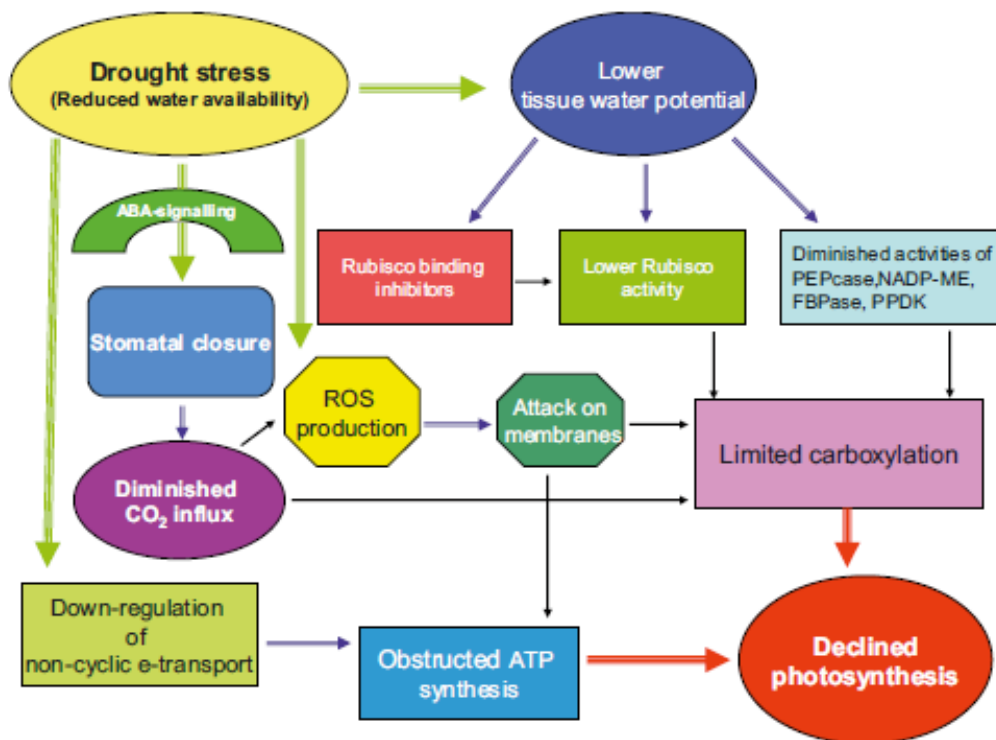 Drought stress
(Reduced water availability)
Lower
tissue water potential
ABA-signalling
Rubisco binding
inhibitors
Lower Rubisco
activity
Diminished activities of
PEPcase,NADP-ME,
FBPase, PPDK
Stomatal closure
ROS
production
Attack on
membranes
Limited carboxylation
Diminished
CO₂ influx
Down-regulation
of
non-cyclic e-transport
Obstructed ATP
synthesis
Declined
photosynthesis